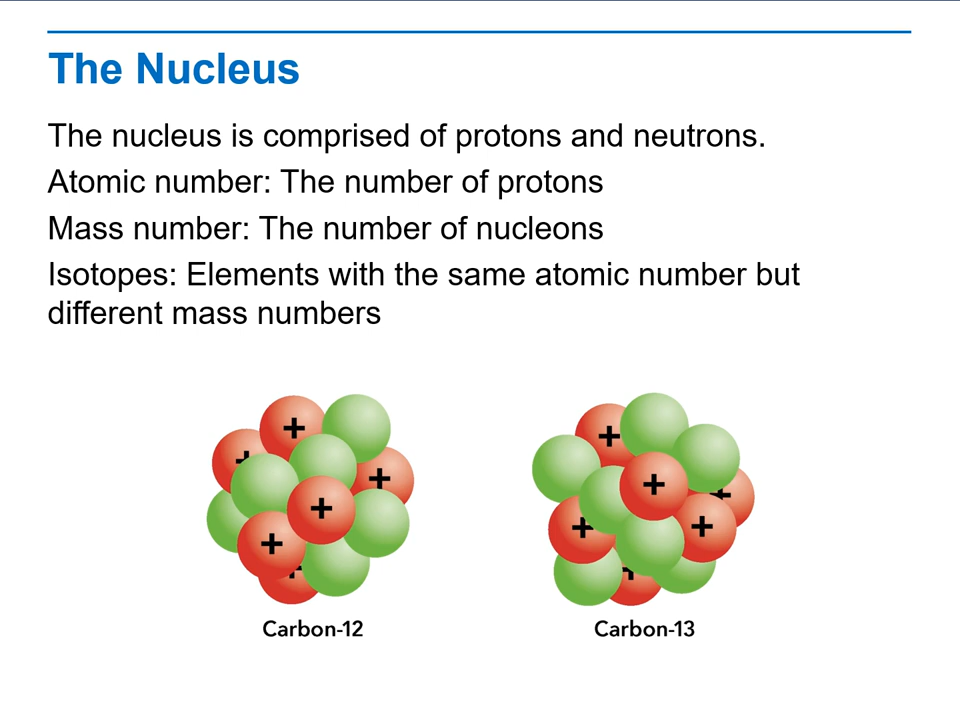 The Nucleus
The nucleus is comprised of protons and neutrons.
Atomic number: The number of protons
Mass number: The number of nucleons
Isotopes: Elements with the same atomic number but
different mass numbers
+ + + + + +
+ + + + + +
Carbon-12 Carbon-13